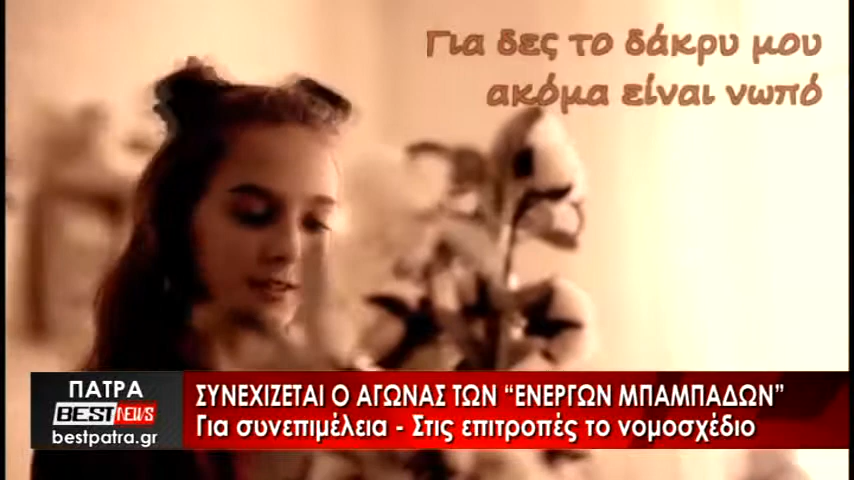 Για δες το δάκρυ μου
ακόμα είναι νωπό
ΠΑΤΡΑ
BEST NEWS
bestpatra.gr
ΣΥΝΕΧΙΖΕΤΑΙ Ο ΑΓΩΝΑΣ ΤΩΝ “ΕΝΕΡΓΩΝ ΜΠΑΜΠΑΔΩΝ”
Για συνεπιμέλεια - Στις επιτροπές το νομοσχέδιο